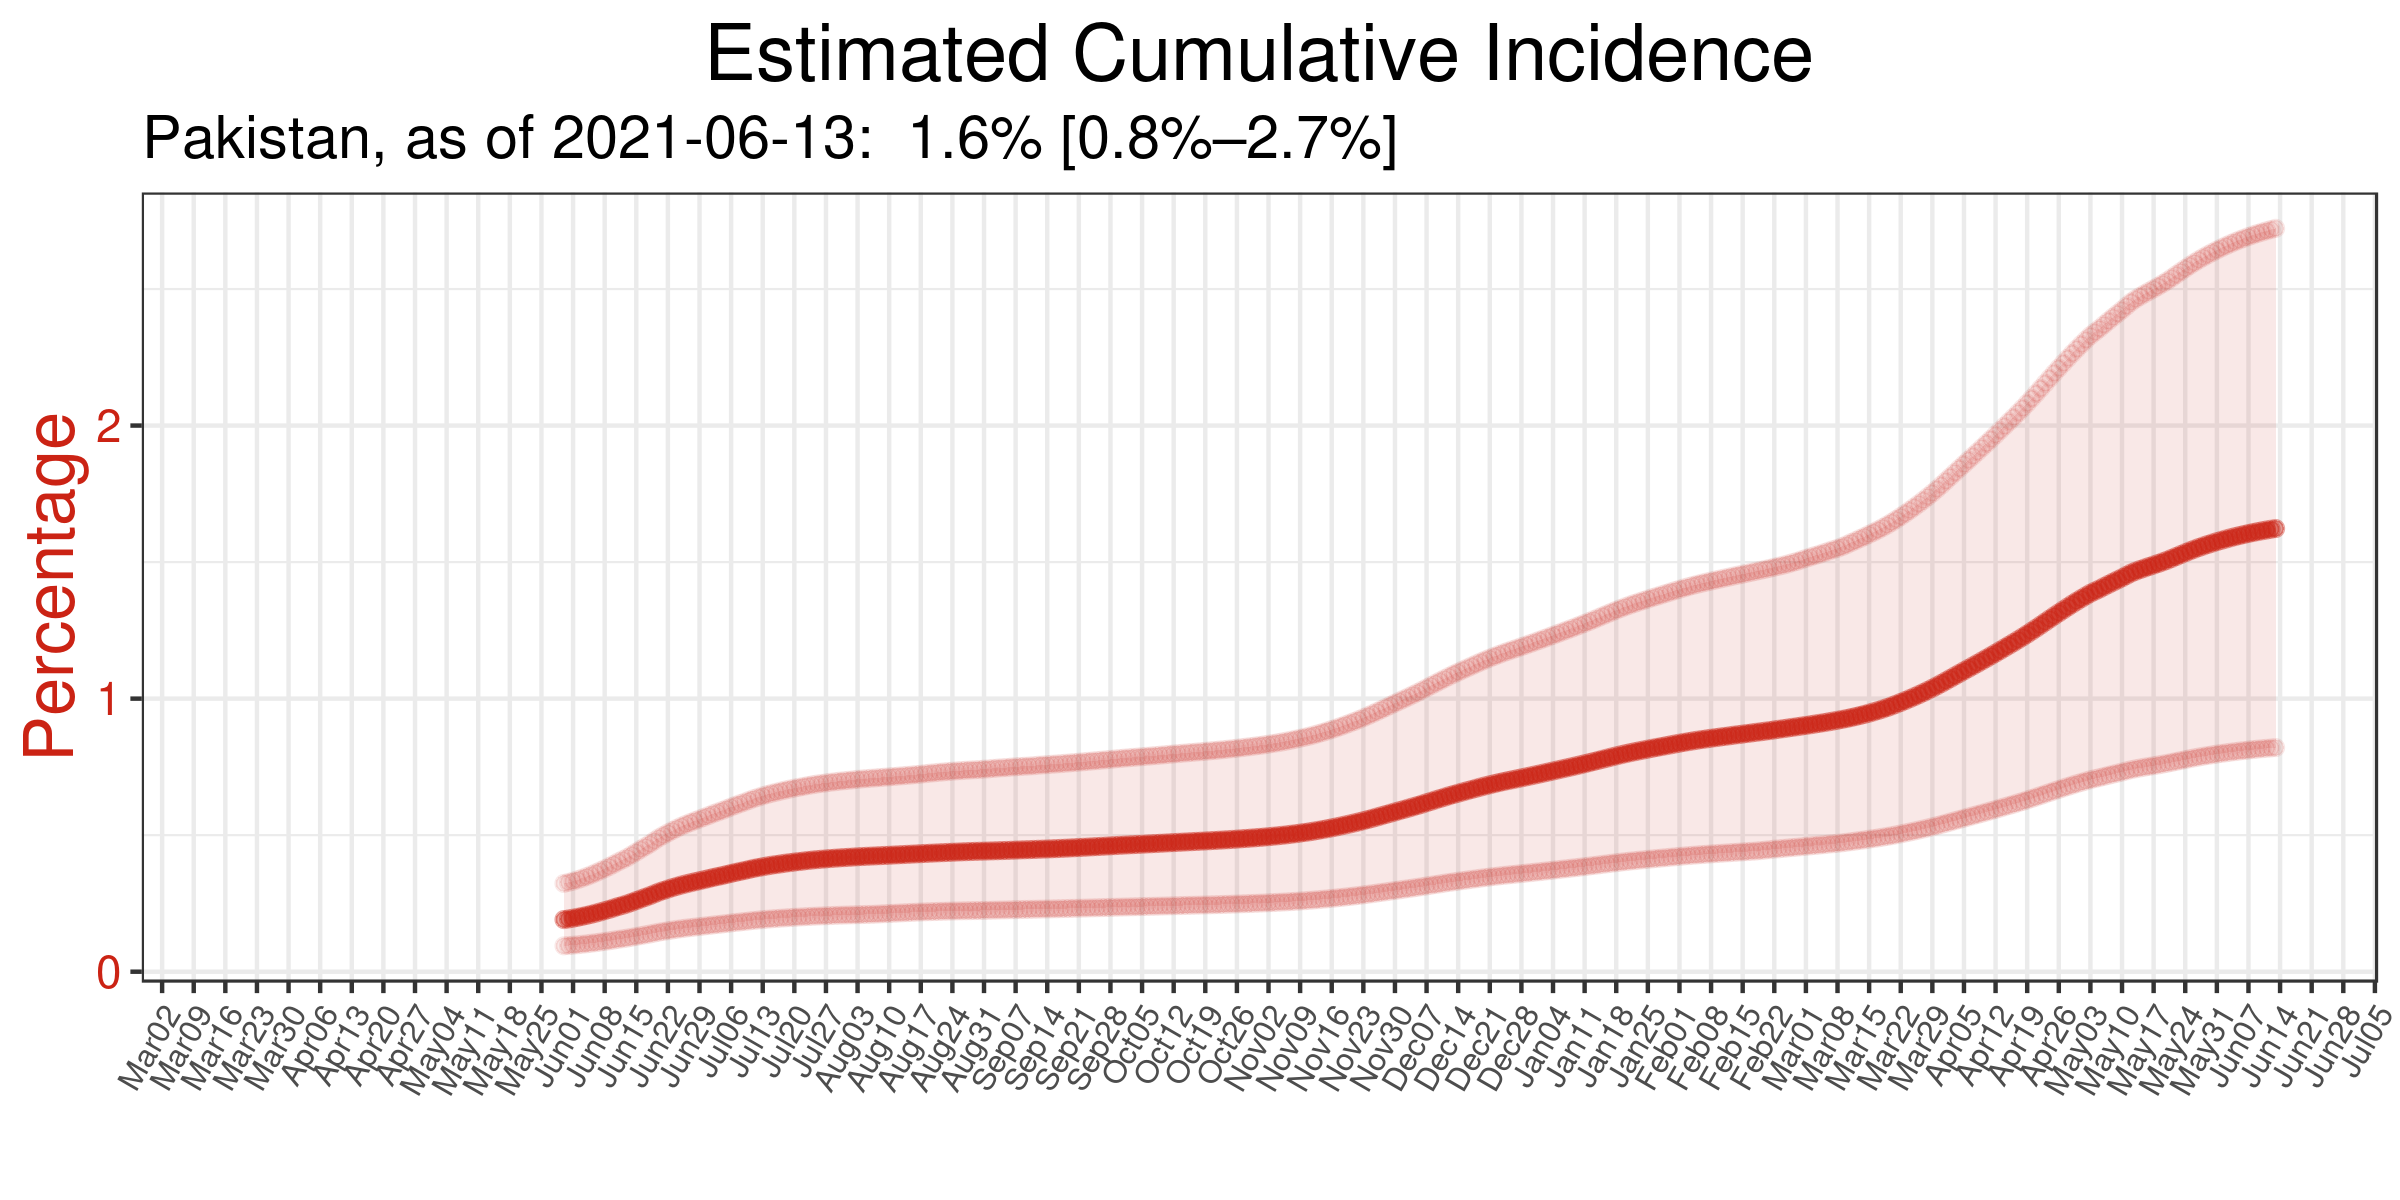 Estimated Cumulative Incidence
Pakistan, as of 2021-06-13:  1.6% [0.8%–2.7%]
Percentage
2
1
0
Mar02
Mar09
Mar16
Mar23
Mar30
Apr06
Apr13
Apr20
Apr27
May04
May11
May18
May25
Jun01
Jun08
Jun15
Jun22
Jun29
Jul06
Jul13
Jul20
Jul27
Aug03
Aug10
Aug17
Aug24
Aug31
Sep07
Sep14
Sep21
Sep28
Oct05
Oct12
Oct19
Oct26
Nov02
Nov09
Nov16
Nov23
Nov30
Dec07
Dec14
Dec21
Dec28
Jan04
Jan11
Jan18
Jan25
Feb01
Feb08
Feb15
Feb22
Mar01
Mar08
Mar15
Mar22
Mar29
Apr05
Apr12
Apr19
Apr26
May03
May10
May17
May24
May31
Jun07
Jun14
Jun21
Jun28
Jul05